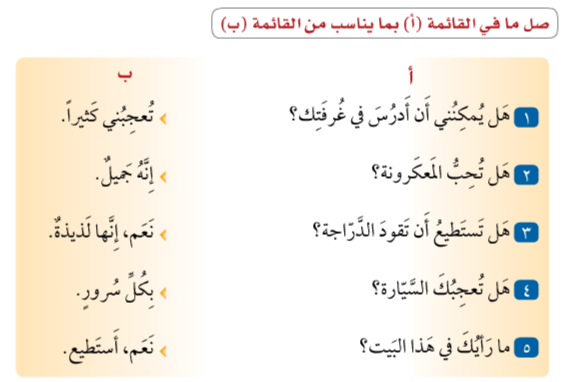 صل ما في القائمة (أ) بما يناسب من القائمة (ب)
أ ب
١ هَل يُمكِنُني أَن أَدرُسَ في غُرفَتِك؟ تُعجِبُني كَثيراً.
٢ هَل تُحِبُّ المَعكَرونة؟ إِنَّهُ جَميلٌ.
٣ هَل تَستَطيعُ أَن تَقودَ الدَّرّاجة؟ نَعَم، إِنَّها لَذيذةٌ.
٤ هَل تُعجِبُكَ السَّيّارة؟ بِكُلِّ سُرورٍ.
٥ ما رَأيُكَ في هَذا البَيت؟ نَعَم، أَستَطيع.